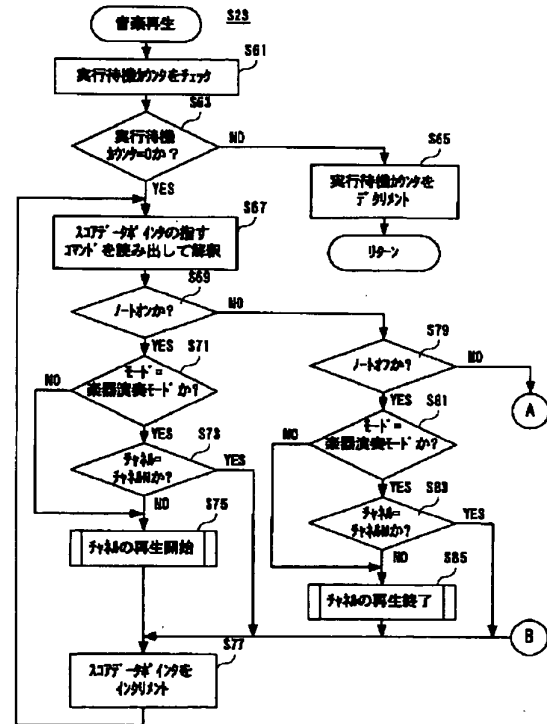 音楽再生
S23
S61
実行待機カウンタをチェック
S63
実行待機
カウンタ=0か?
NO
YES
S65
実行待機カウンタを
デクリメント
リターン
S67
スコアデータポインタの指す
コマンドを読み出して解釈
S69
ノートオンか?
NO
YES
S71
モード=
楽器演奏モードか?
NO
YES
S73
チャネル=
チャネルMか?
YES
NO
S75
チャネルの再生開始
S77
スコアデータポインタを
インクリメント
S79
ノートオフか?
NO
A
YES
S81
モード=
楽器演奏モードか?
NO
YES
S83
チャネル=
チャネルMか?
YES
NO
S85
チャネルの再生終了
B